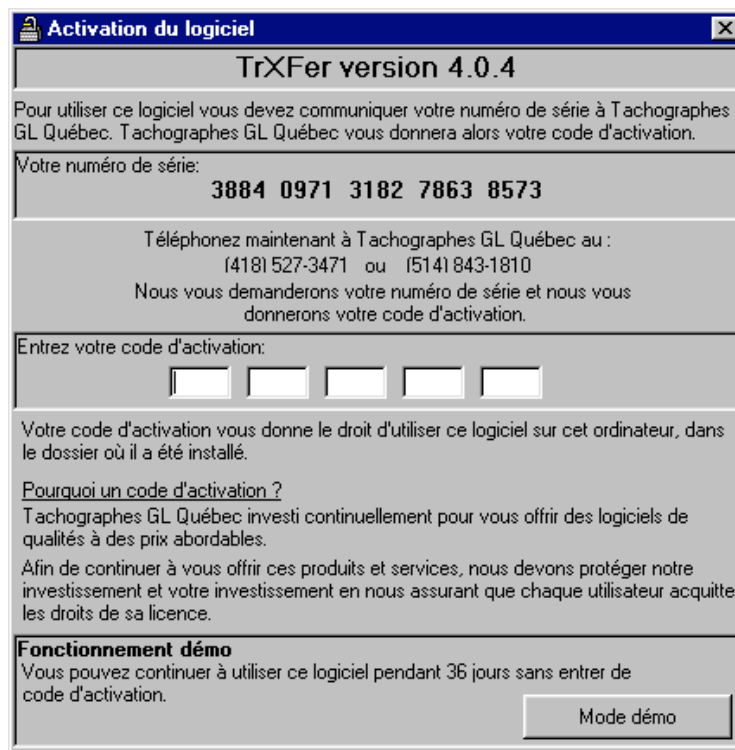 Activation du logiciel
TrXFer version 4.0.4
Pour utiliser ce logiciel vous devez communiquer votre numéro de série à Tachographes
GL Québec. Tachographes GL Québec vous donnera alors votre code d'activation.
Votre numéro de série:
3884 0971 3182 7863 8573
Téléphonez maintenant à Tachographes GL Québec au :
(418) 527-3471 ou (514) 843-1810
Nous vous demanderons votre numéro de série et nous vous
donnerons votre code d'activation.
Entrez votre code d'activation:
Votre code d'activation vous donne le droit d'utiliser ce logiciel sur cet ordinateur, dans
le dossier où il a été installé.
Pourquoi un code d'activation ?
Tachographes GL Québec investi continuellement pour vous offrir des logiciels de
qualités à des prix abordables.
Afin de continuer à vous offrir ces produits et services, nous devons protéger notre
investissement et votre investissement en nous assurant que chaque utilisateur acquitte
les droits de sa licence.
Fonctionnement démo
Vous pouvez continuer à utiliser ce logiciel pendant 36 jours sans entrer de
code d'activation.
Mode démo